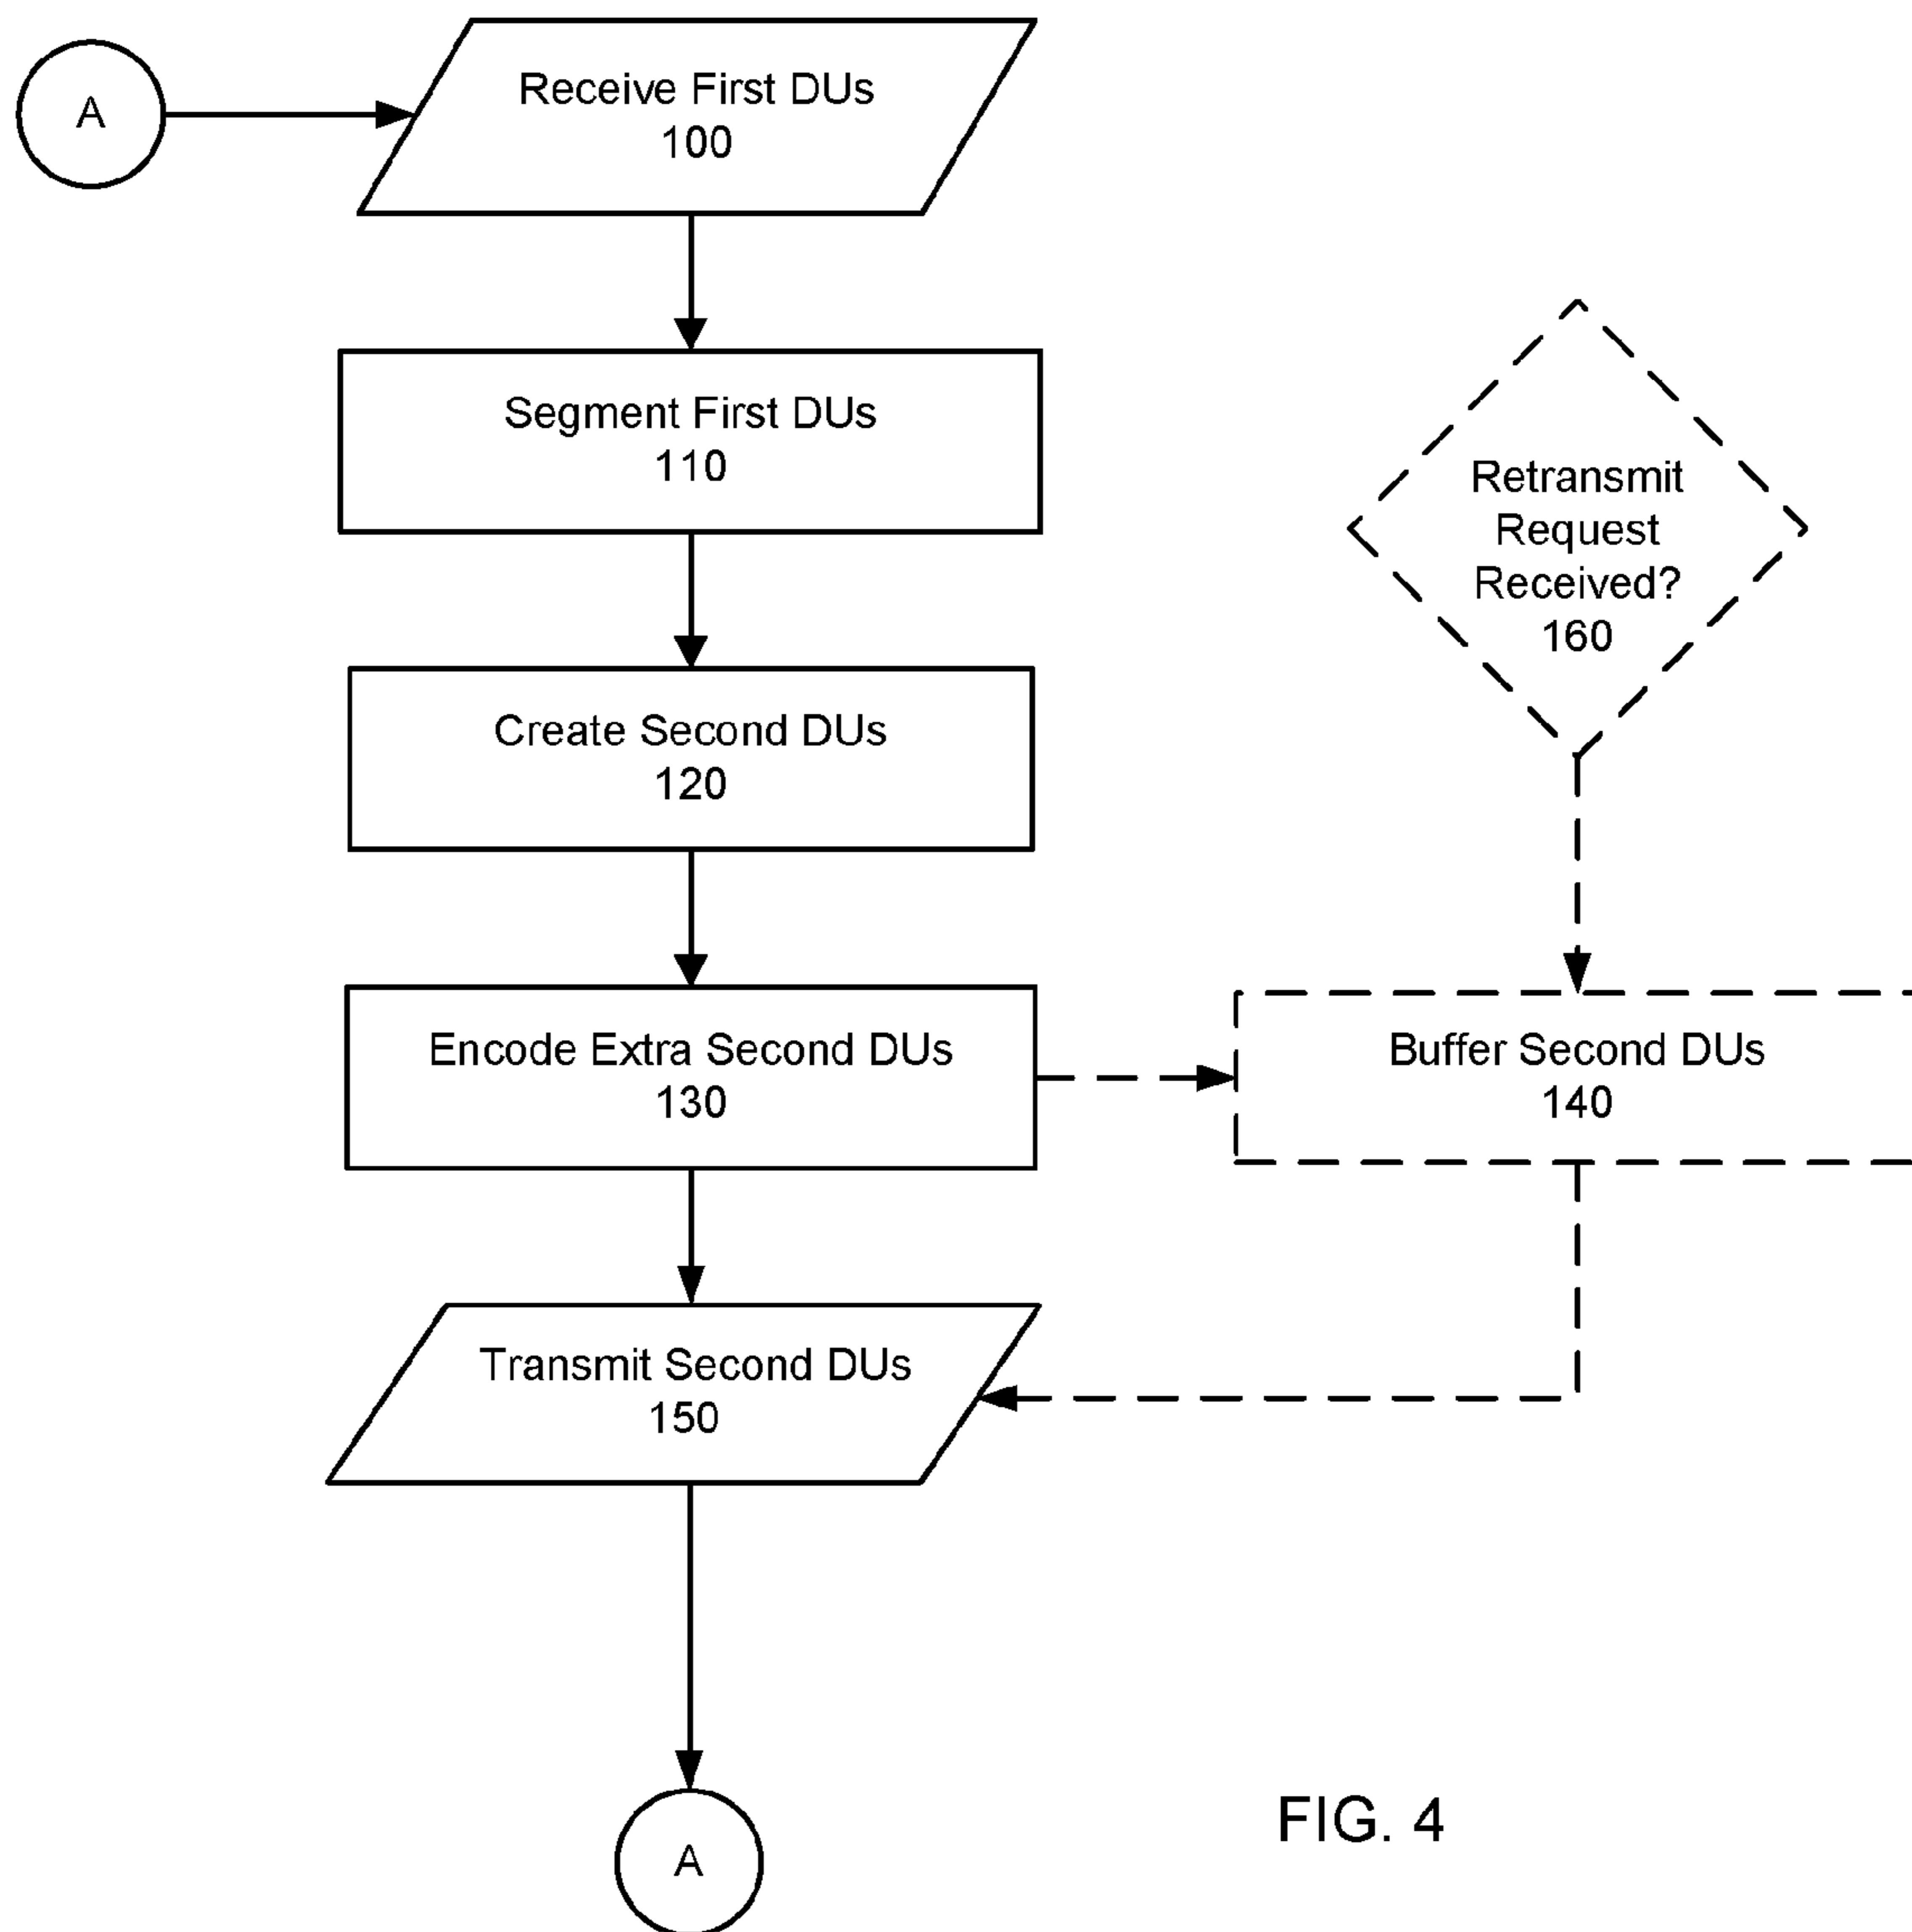 A
Receive First DUs
100
Segment First DUs
110
Retransmit
Request
Received?
160
Create Second DUs
120
Encode Extra Second DUs
130
Buffer Second DUs
140
Transmit Second DUs
150
A
FIG. 4